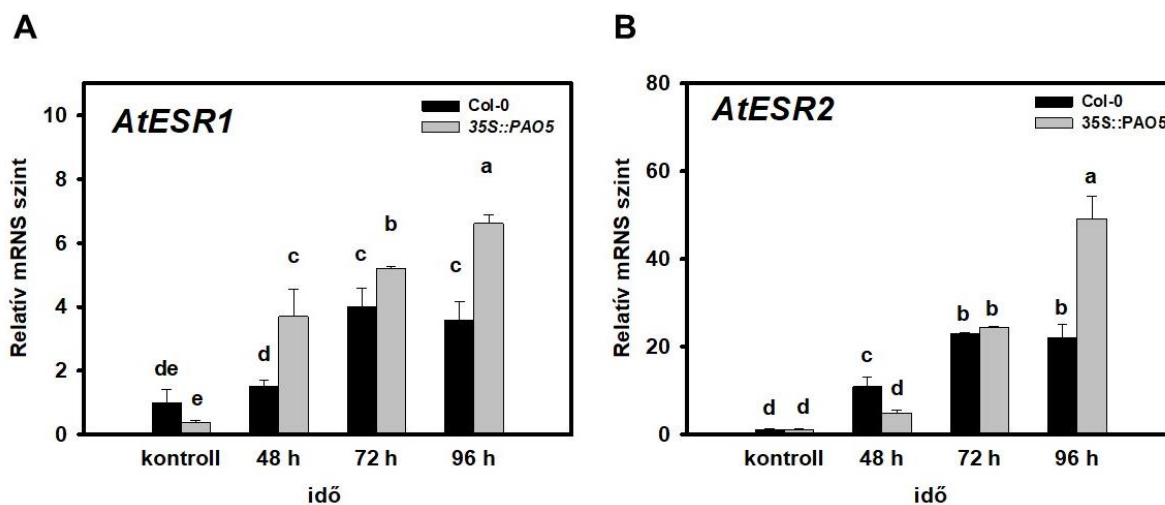 A
AtESR1
Col-0
35S::PAO5
Relatív mRNS szint
10
8
6
4
2
0
de
e
d
c
c
b
c
a
kontroll 48 h 72 h 96 h
idő
B
AtESR2
Col-0
35S::PAO5
Relatív mRNS szint
80
60
40
20
0
d
d
c
d
b
b
b
a
kontroll 48 h 72 h 96 h
idő